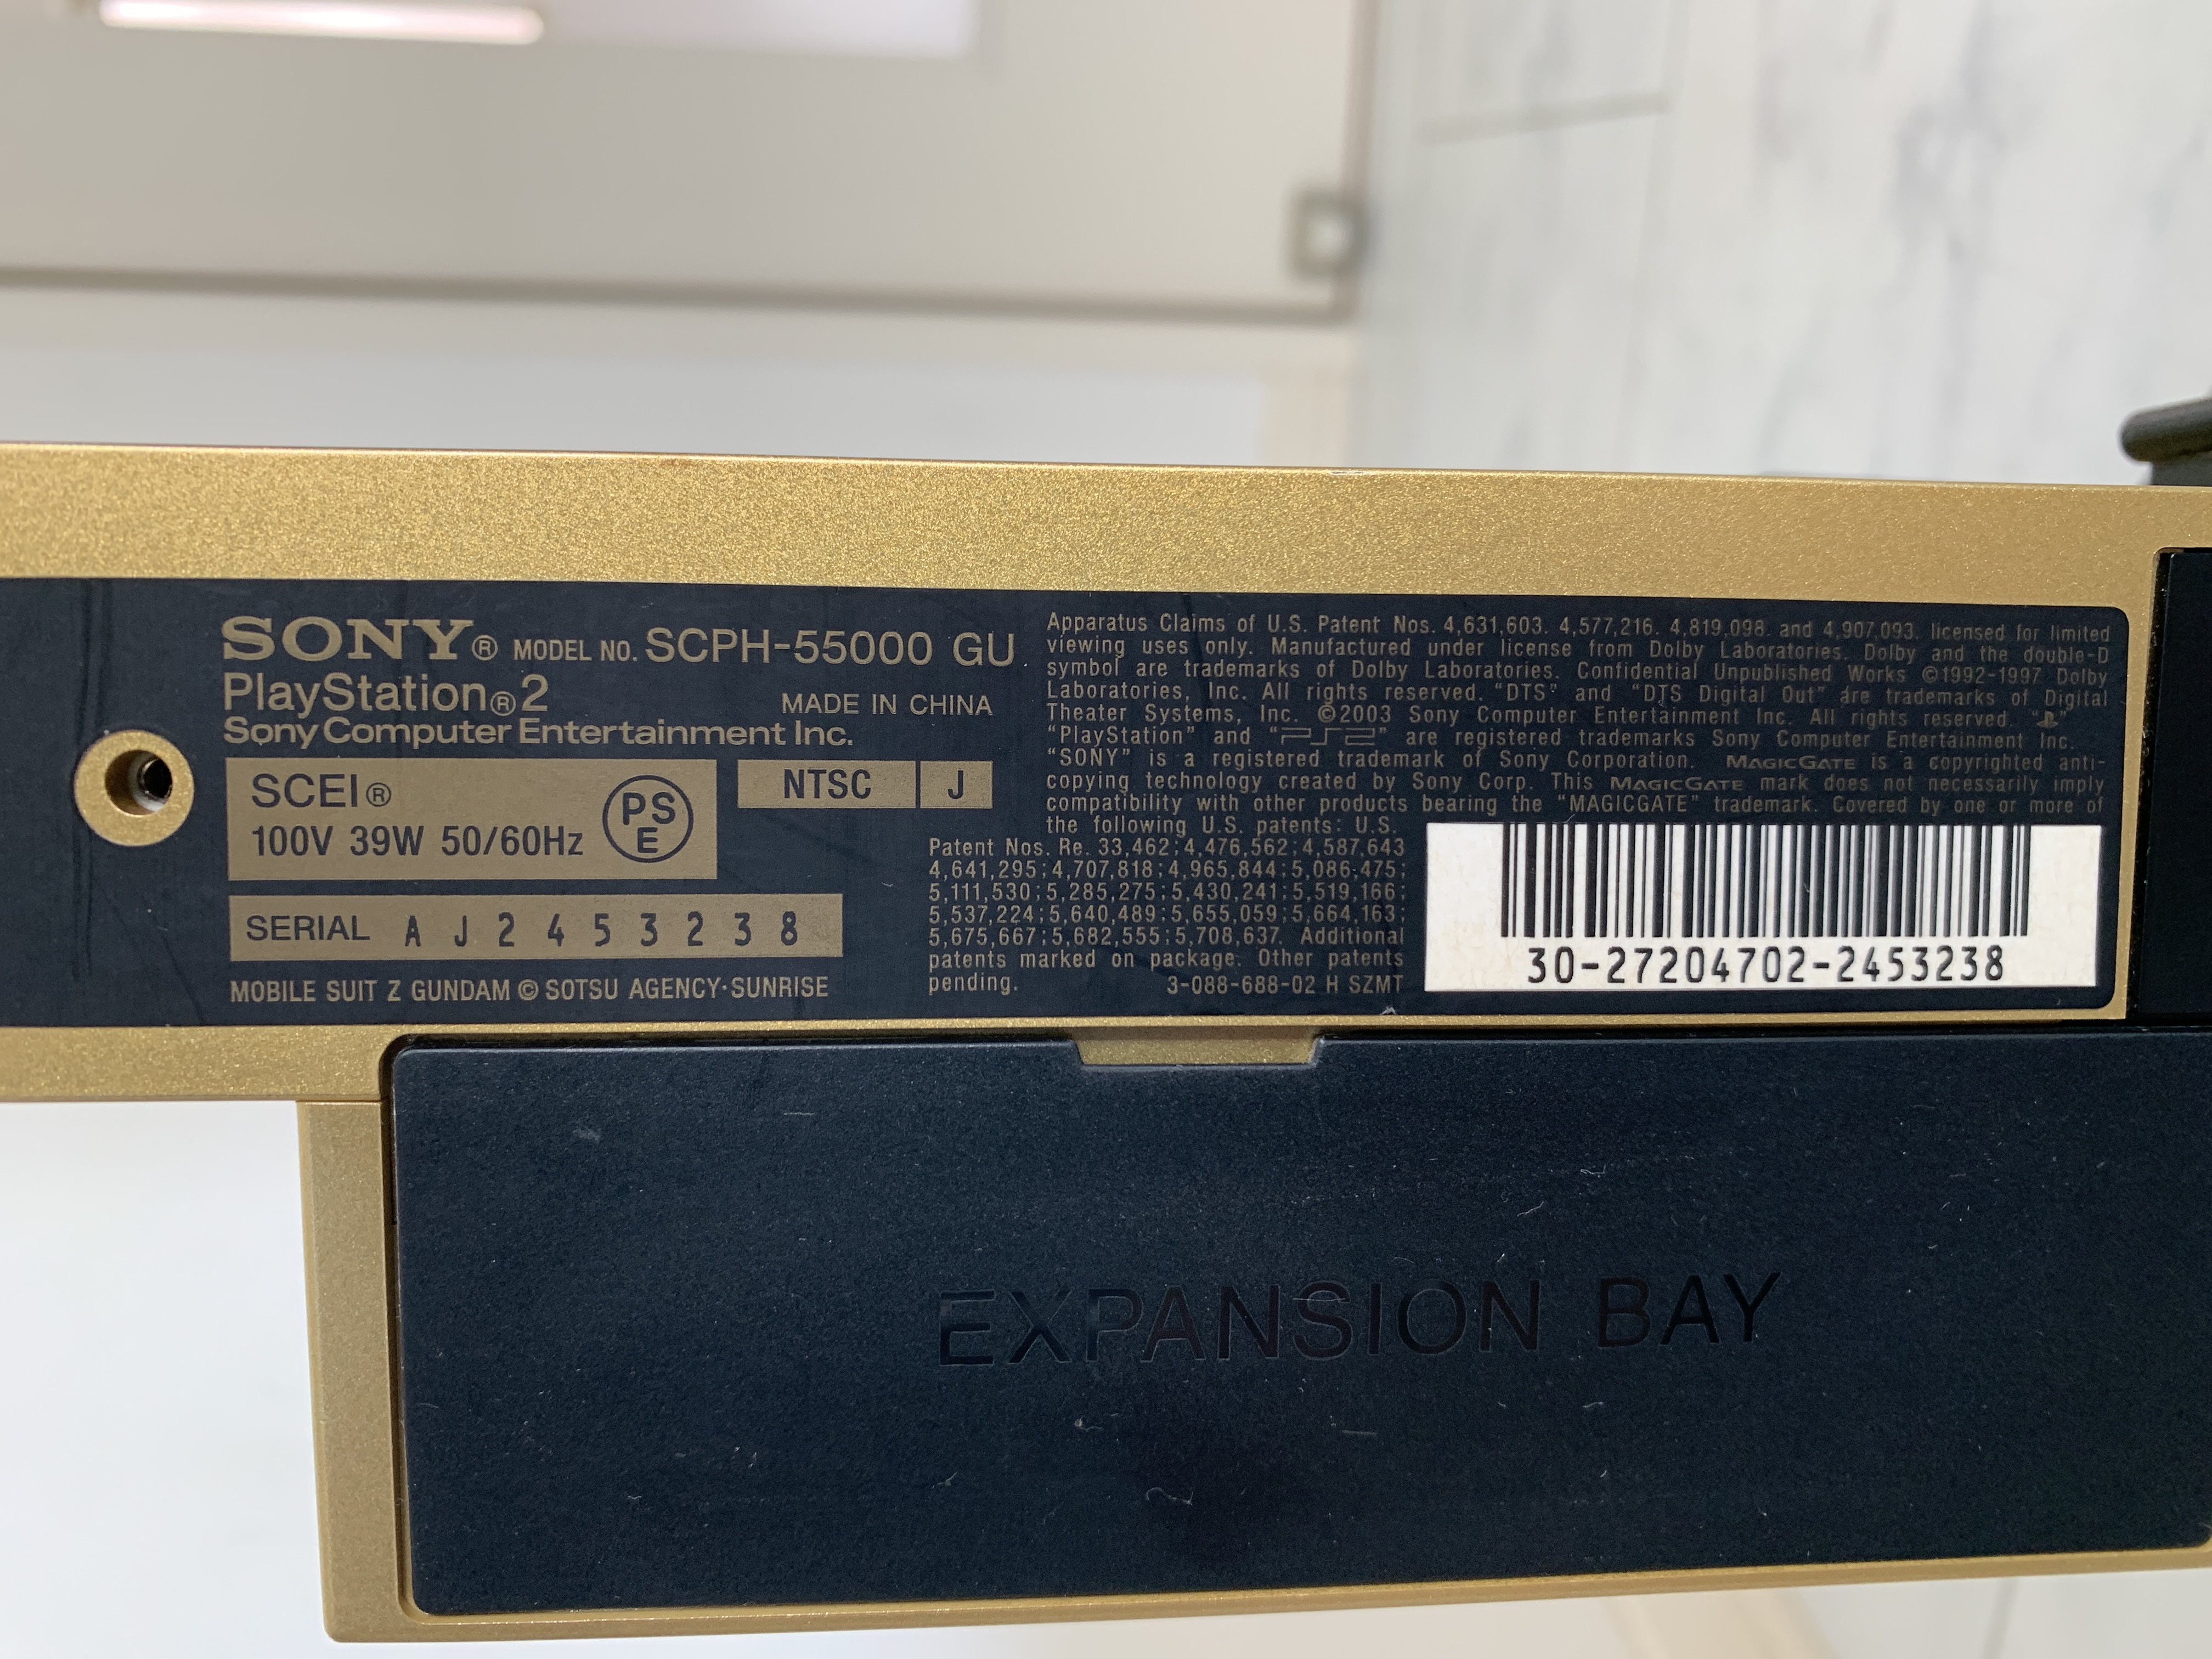 SONY® MODEL NO. SCPH-55000 GU
PlayStation®2 MADE IN CHINA
Sony Computer Entertainment Inc.
SCEI®
100V 39W 50/60Hz
PS
E
NTSC J
SERIAL A J 2 4 5 3 2 3 8
MOBILE SUIT Z GUNDAM © SOTSU AGENCY·SUNRISE
Apparatus Claims of U.S. Patent Nos. 4,631,603. 4,577,216. 4,819,098. and 4,907,093. licensed for limited
viewing uses only. Manufactured under license from Dolby Laboratories. Dolby and the double-D
symbol are trademarks of Dolby Laboratories. Confidential Unpublished Works ©1992-1997 Dolby
Laboratories, Inc. All rights reserved. "DTS" and "DTS Digital Out" are trademarks of Digital
Theater Systems, Inc. ©2003 Sony Computer Entertainment Inc. All rights reserved. "PS"
"PlayStation" and "PS2" are registered trademarks Sony Computer Entertainment Inc.
"SONY" is a registered trademark of Sony Corporation. MAGICGATE is a copyrighted anti-
copying technology created by Sony Corp. This MAGICGATE mark does not necessarily imply
compatibility with other products bearing the "MAGICGATE" trademark. Covered by one or more of
the following U.S. patents: U.S.
Patent Nos. Re. 33,462;4,476,562;4,587,643
4,641,295;4,707,818;4,965,844;5,086,475;
5,111,530;5,285,275;5,430,241;5,519,166;
5,537,224;5,640,489;5,655,059;5,664,163;
5,675,667;5,682,555;5,708,637. Additional
patents marked on package. Other patents
pending. 3-088-688-02 H SZMT
30-27204702-2453238
EXPANSION BAY